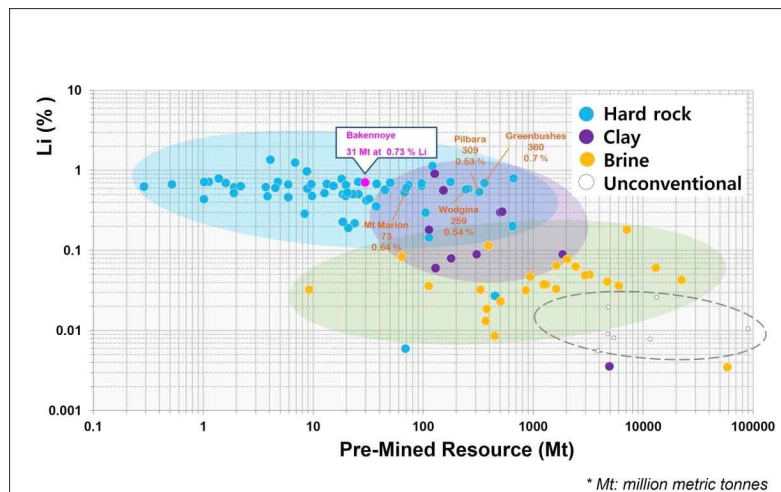 Li (% )
10
1
0.1
0.01
0.001
0.1
1
10
100
1000
10000
100000
Pre-Mined Resource (Mt)
Bakennoye
31 Mt at 0.73 % Li
Pilbara
309
0.53 %
Greenbushes
360
0.7 %
Mt Marion
73
0.64 %
Wodgina
259
0.54 %
Hard rock
Clay
Brine
Unconventional
* Mt: million metric tonnes